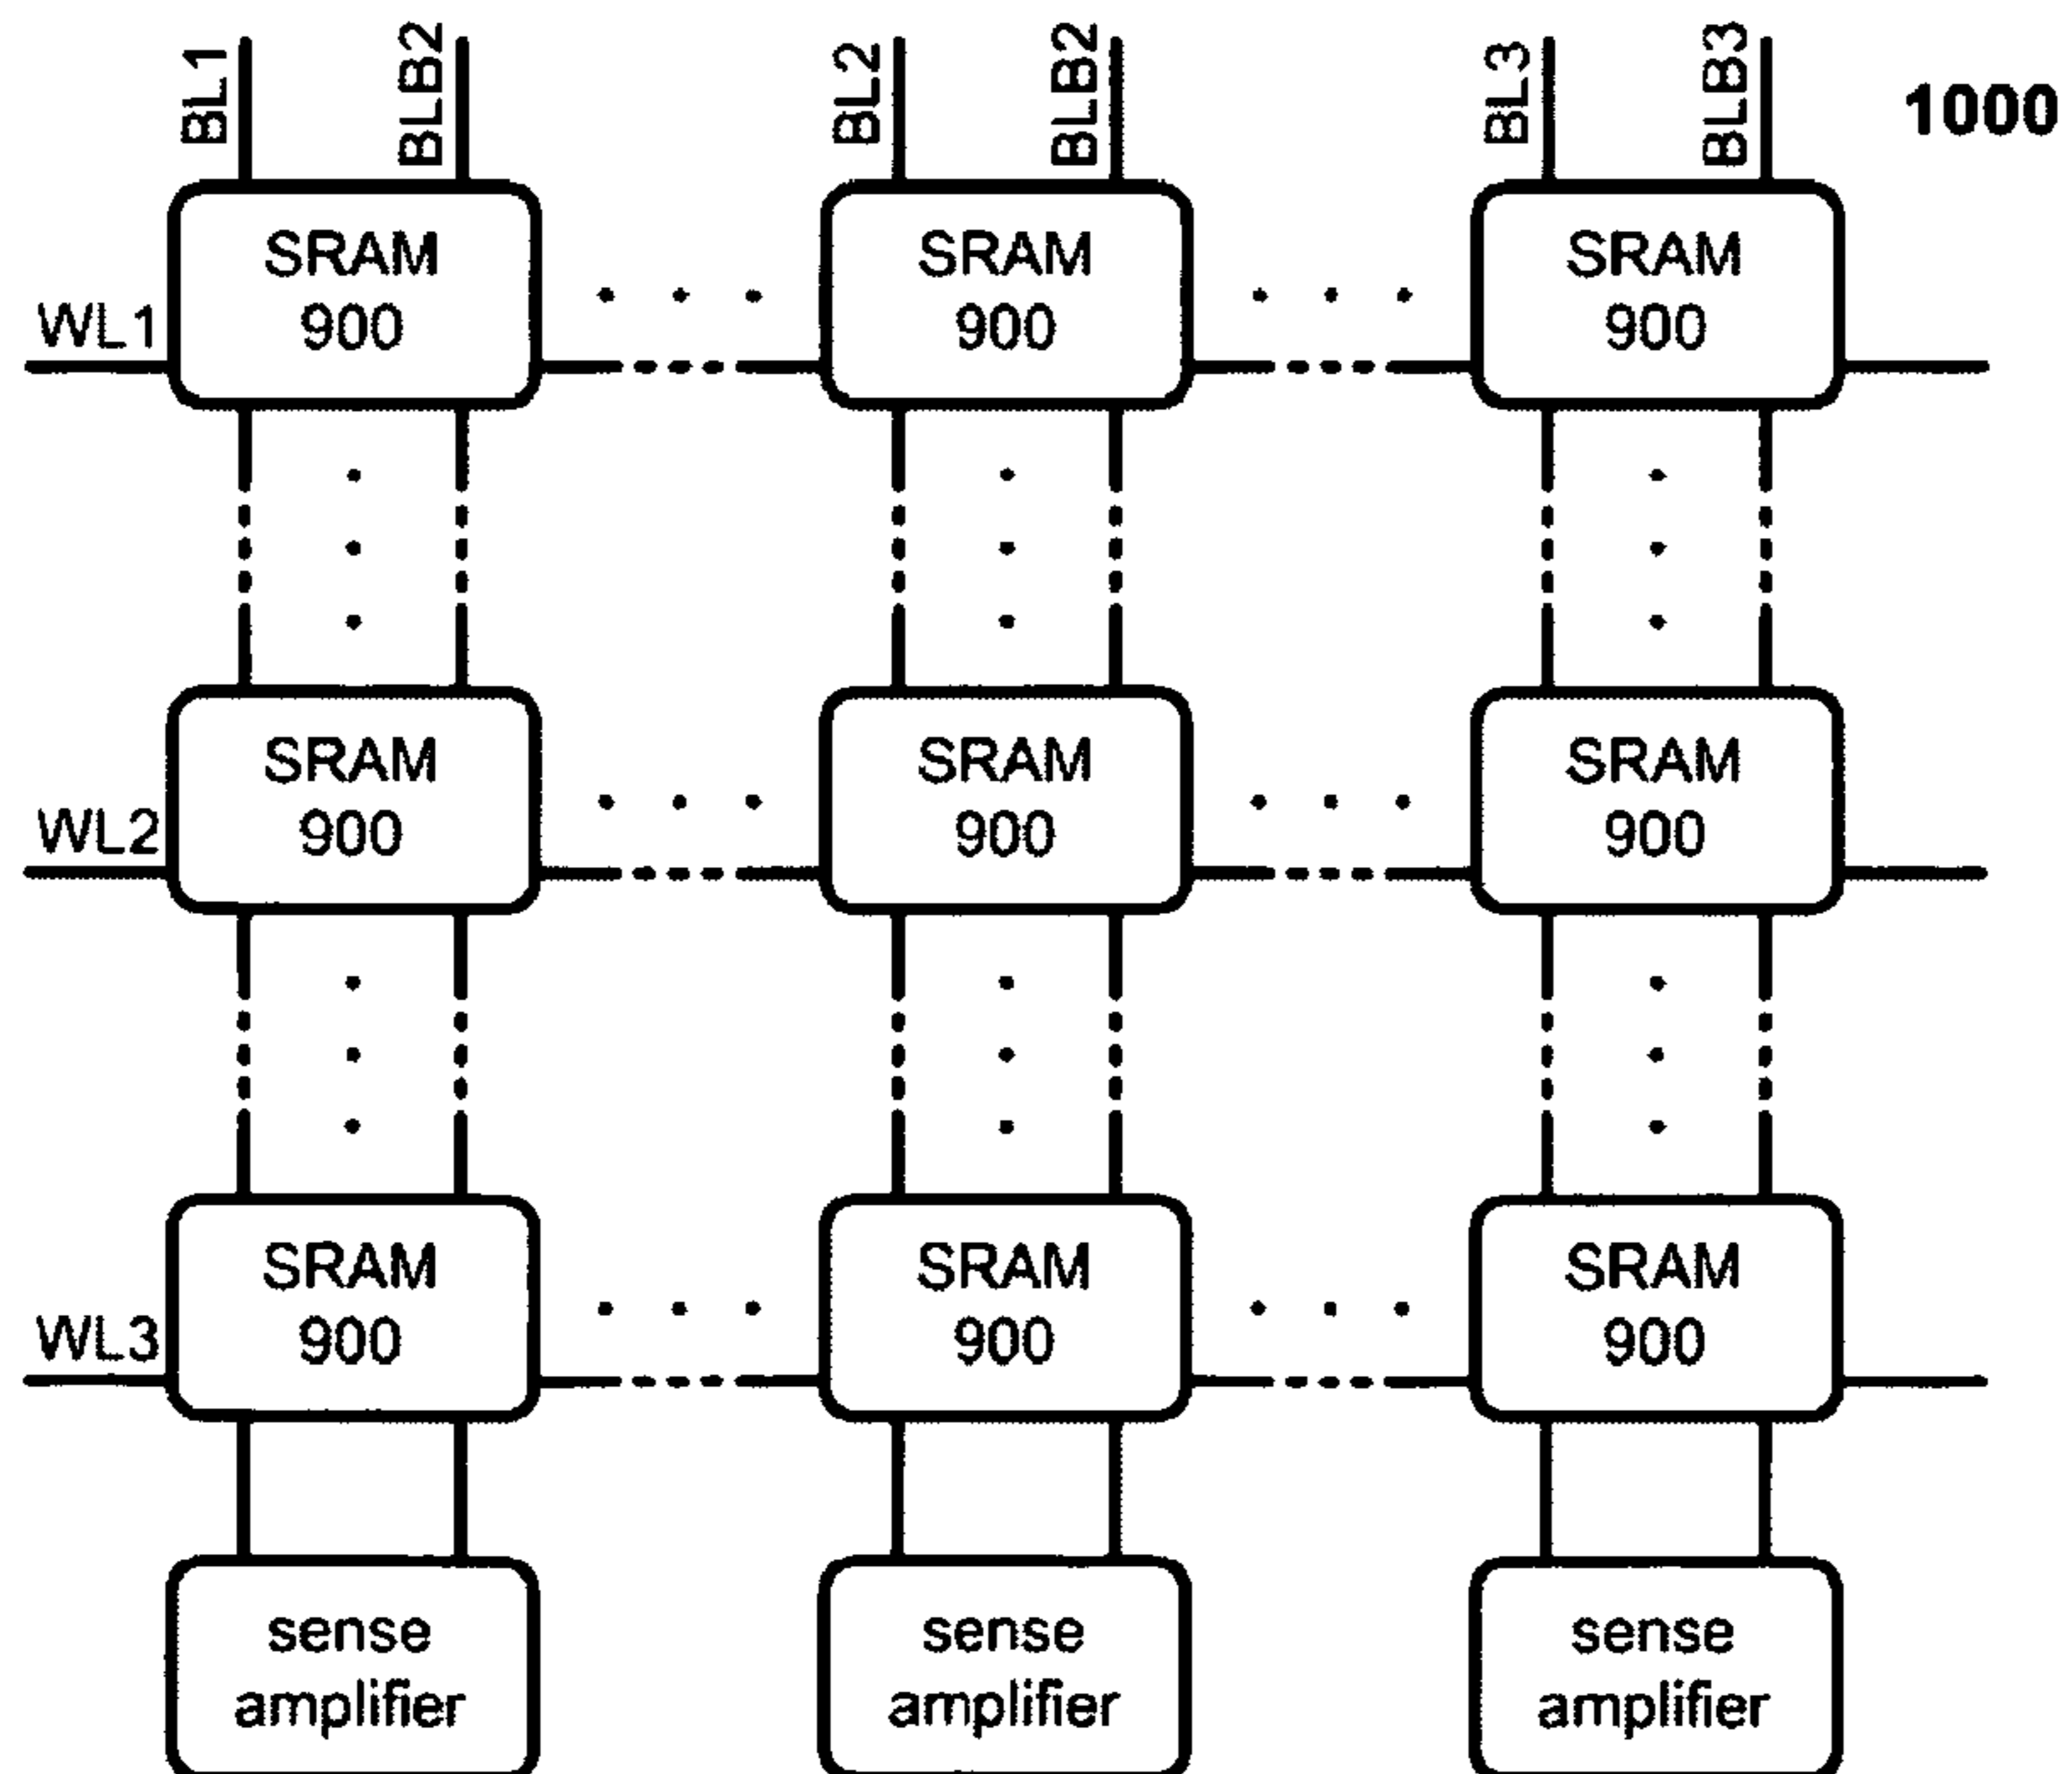 BL1 BLB2 BL2 BLB2 BL3 BLB3 1000
SRAM SRAM SRAM
WL1 900 900 900
SRAM SRAM SRAM
WL2 900 900 900
SRAM SRAM SRAM
WL3 900 900 900
sense sense sense
amplifier amplifier amplifier